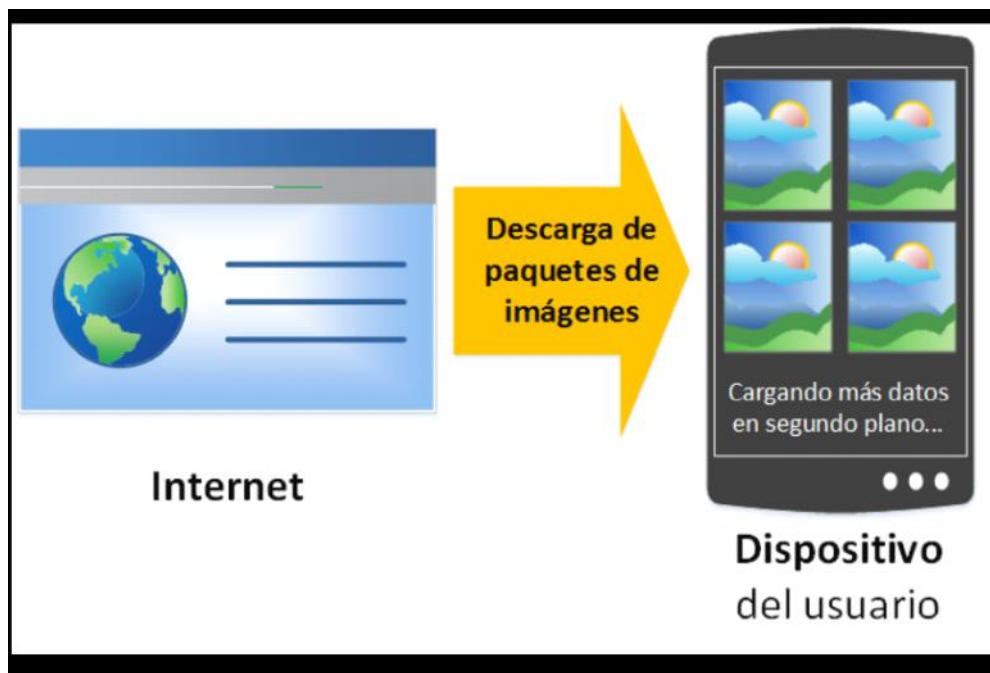 Descarga de
paquetes de
imágenes
Cargando más datos
en segundo plano...
Internet
Dispositivo
del usuario